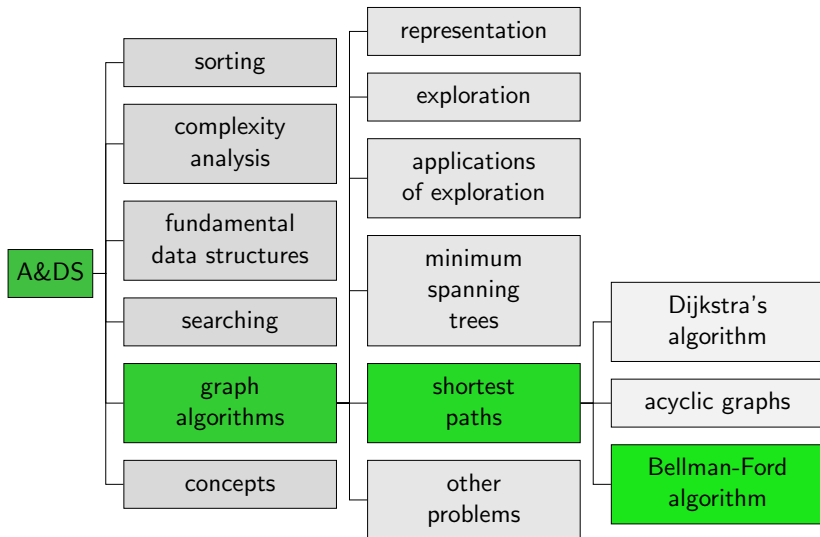 A&DS
sorting
complexity
analysis
fundamental
data structures
searching
graph
algorithms
concepts
representation
exploration
applications
of exploration
minimum
spanning
trees
shortest
paths
other
problems
Dijkstra's
algorithm
acyclic graphs
Bellman-Ford
algorithm